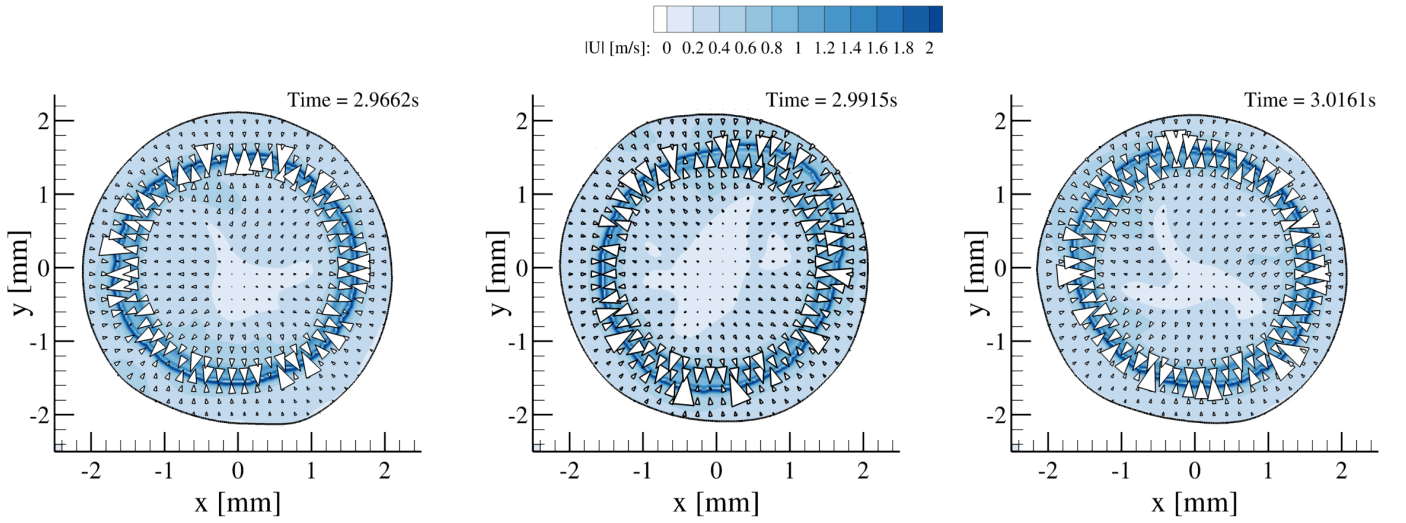 |U| [m/s]: 0 0.2 0.4 0.6 0.8 1 1.2 1.4 1.6 1.8 2
Time = 2.9662s
2
1
0
-1
-2
y [mm]
-2 -1 0 1 2
x [mm]
Time = 2.9915s
2
1
0
-1
-2
y [mm]
-2 -1 0 1 2
x [mm]
Time = 3.0161s
2
1
0
-1
-2
y [mm]
-2 -1 0 1 2
x [mm]